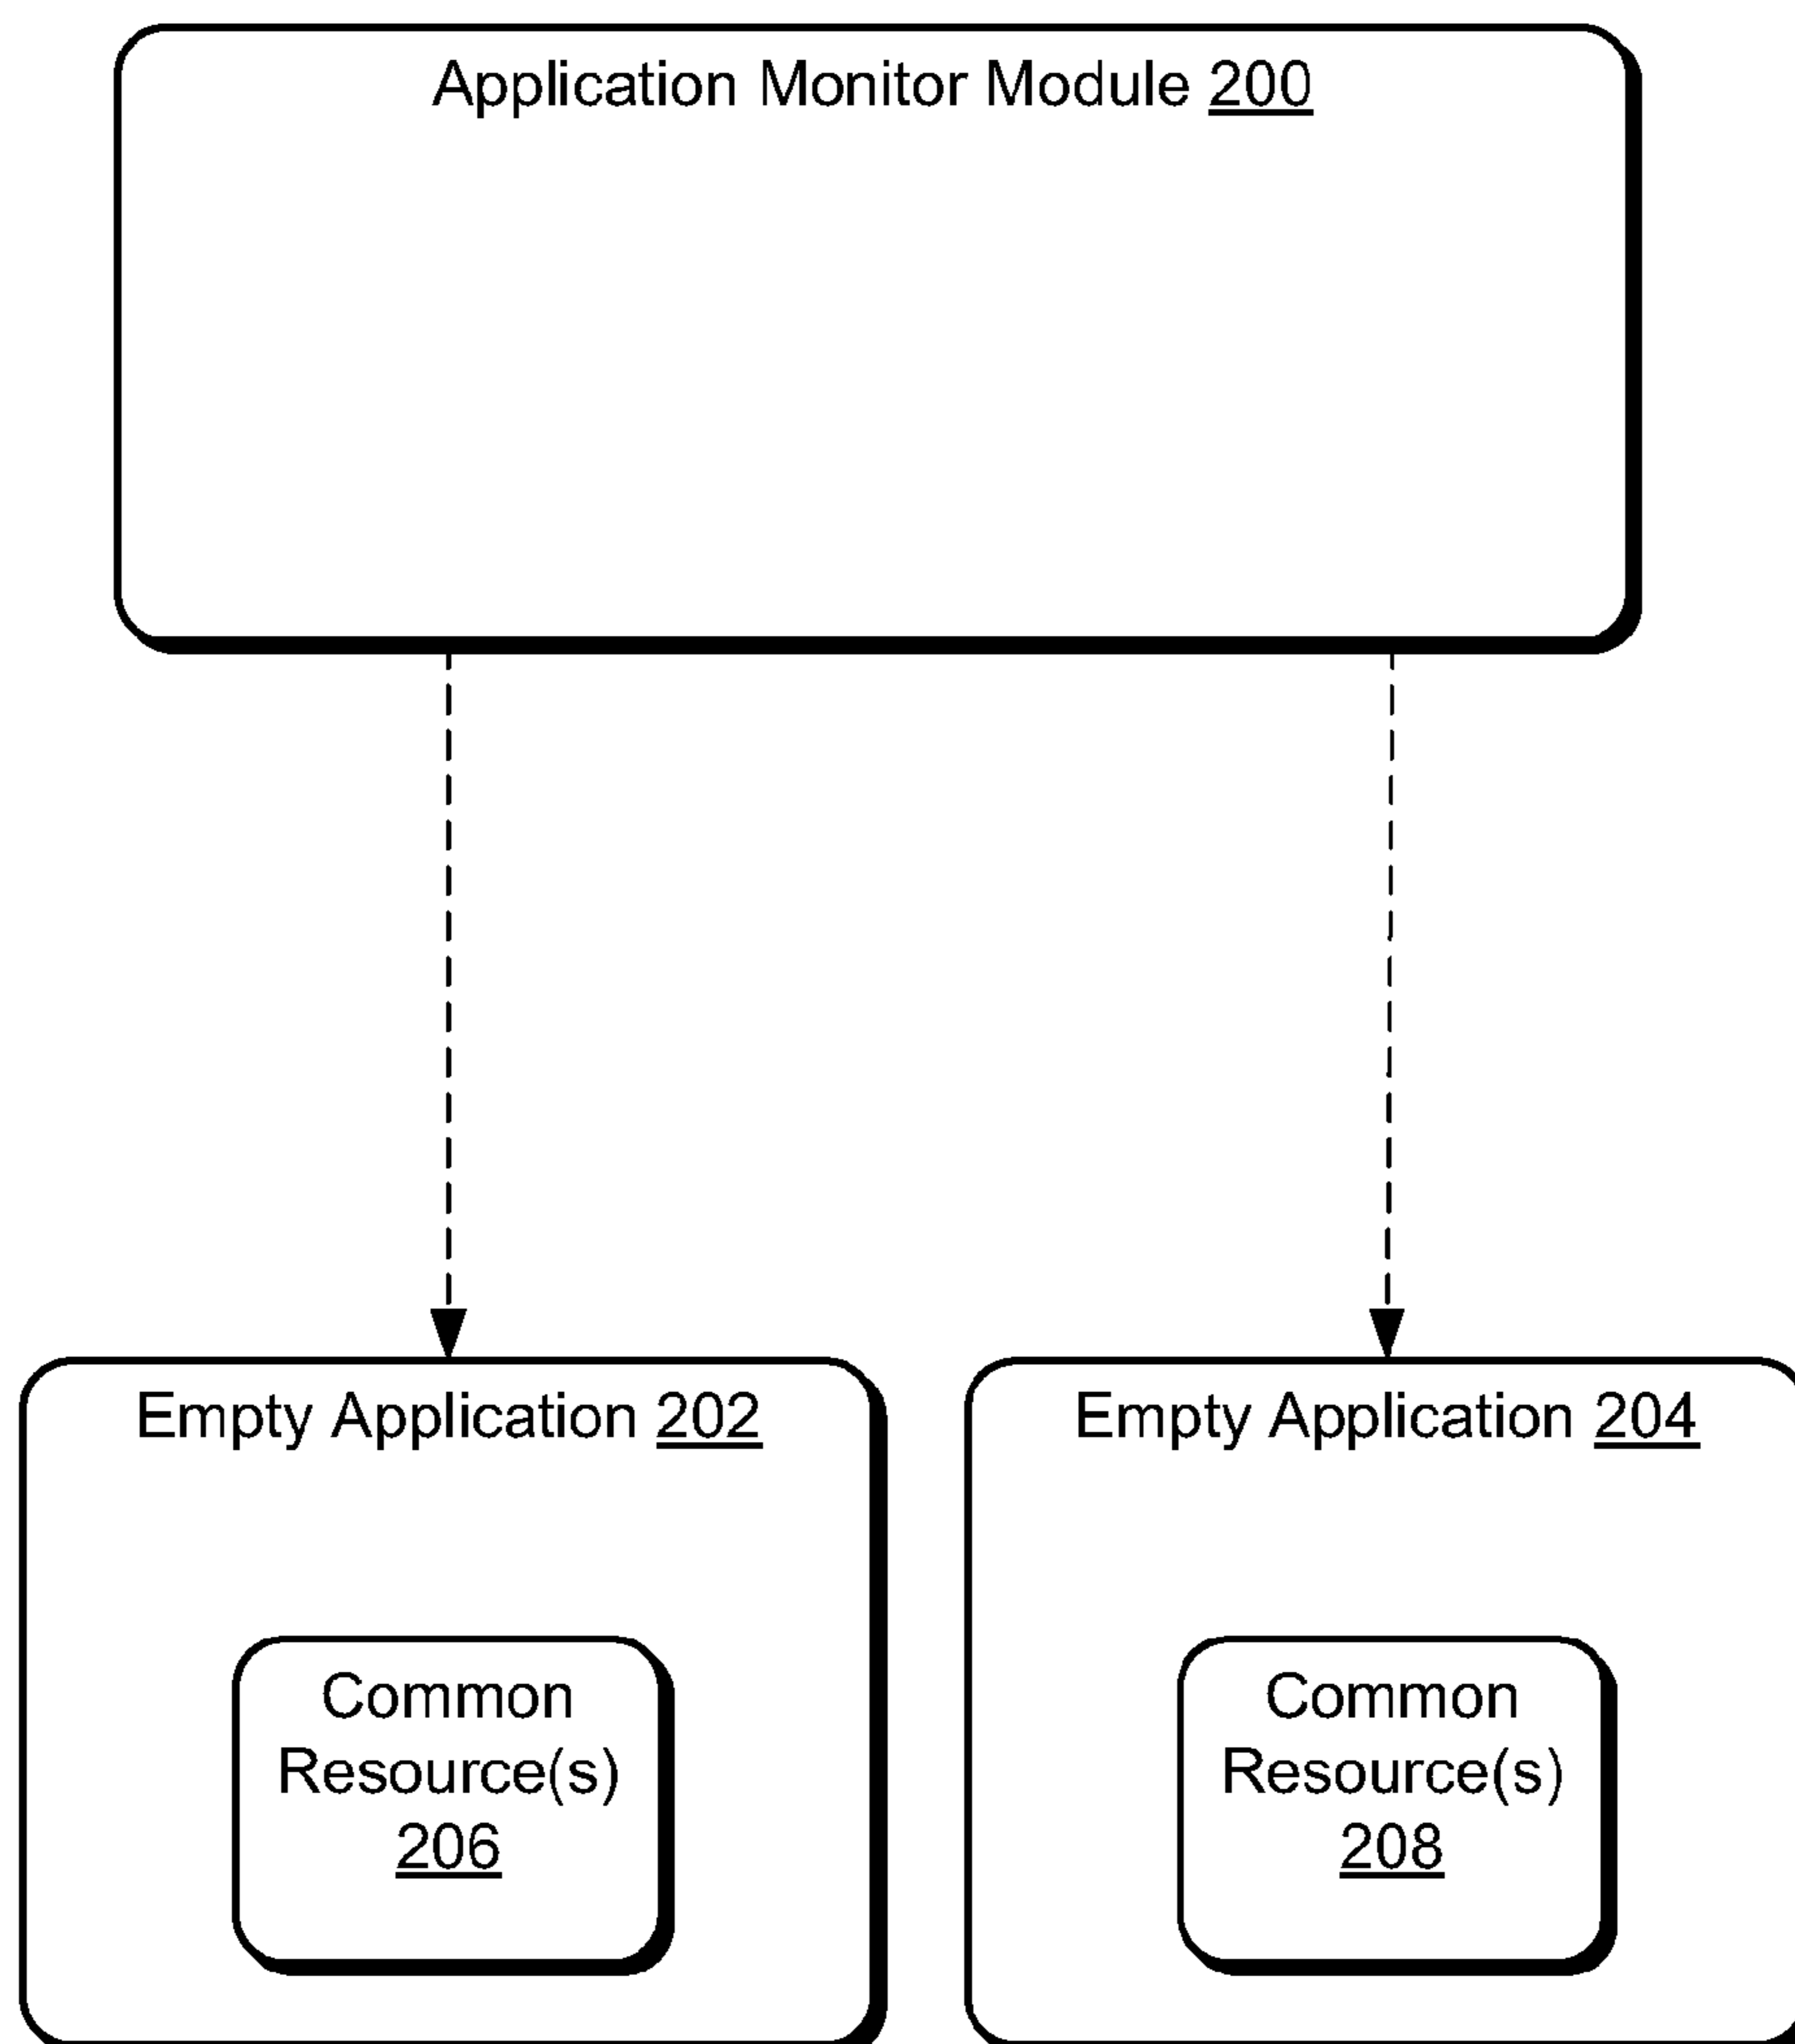 Application Monitor Module 200
Empty Application 202
Empty Application 204
Common
Resource(s)
206
Common
Resource(s)
208